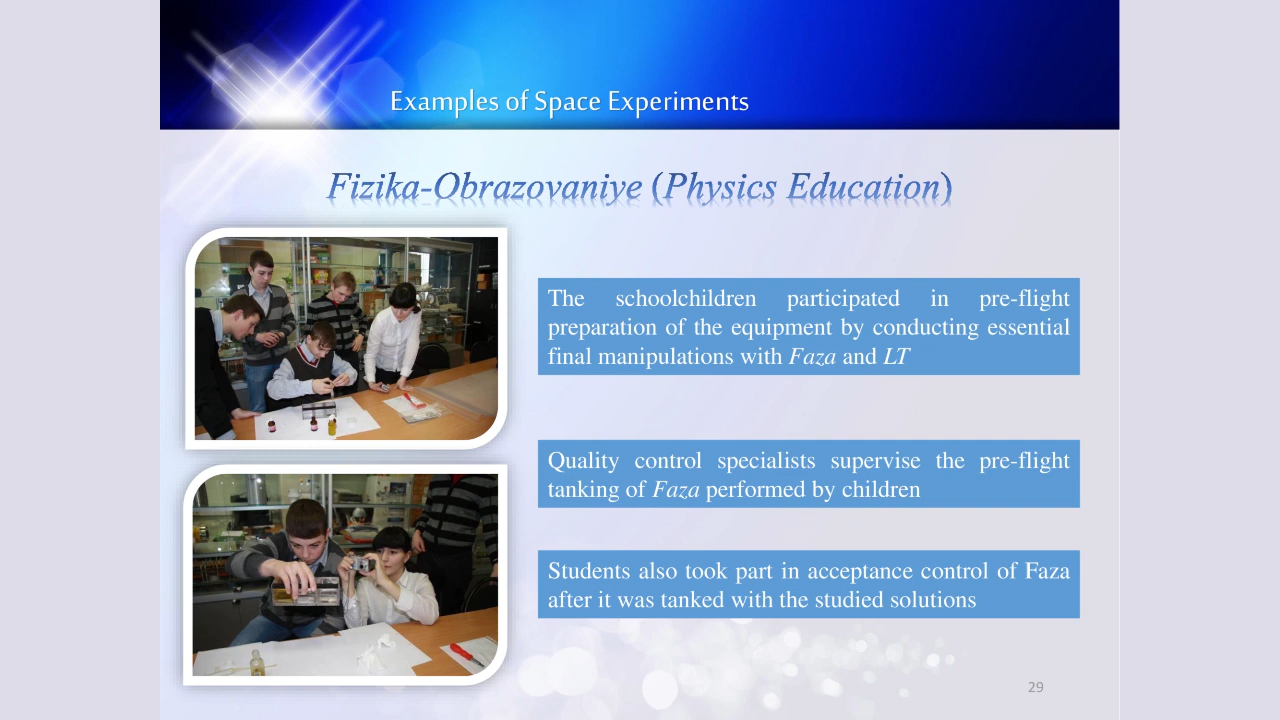 Examples of Space Experiments
Fizika-Obrazovaniye (Physics Education)
The schoolchildren participated in pre-flight
preparation of the equipment by conducting essential
final manipulations with Faza and LT
Quality control specialists supervise the pre-flight
tanking of Faza performed by children
Students also took part in acceptance control of Faza
after it was tanked with the studied solutions
29